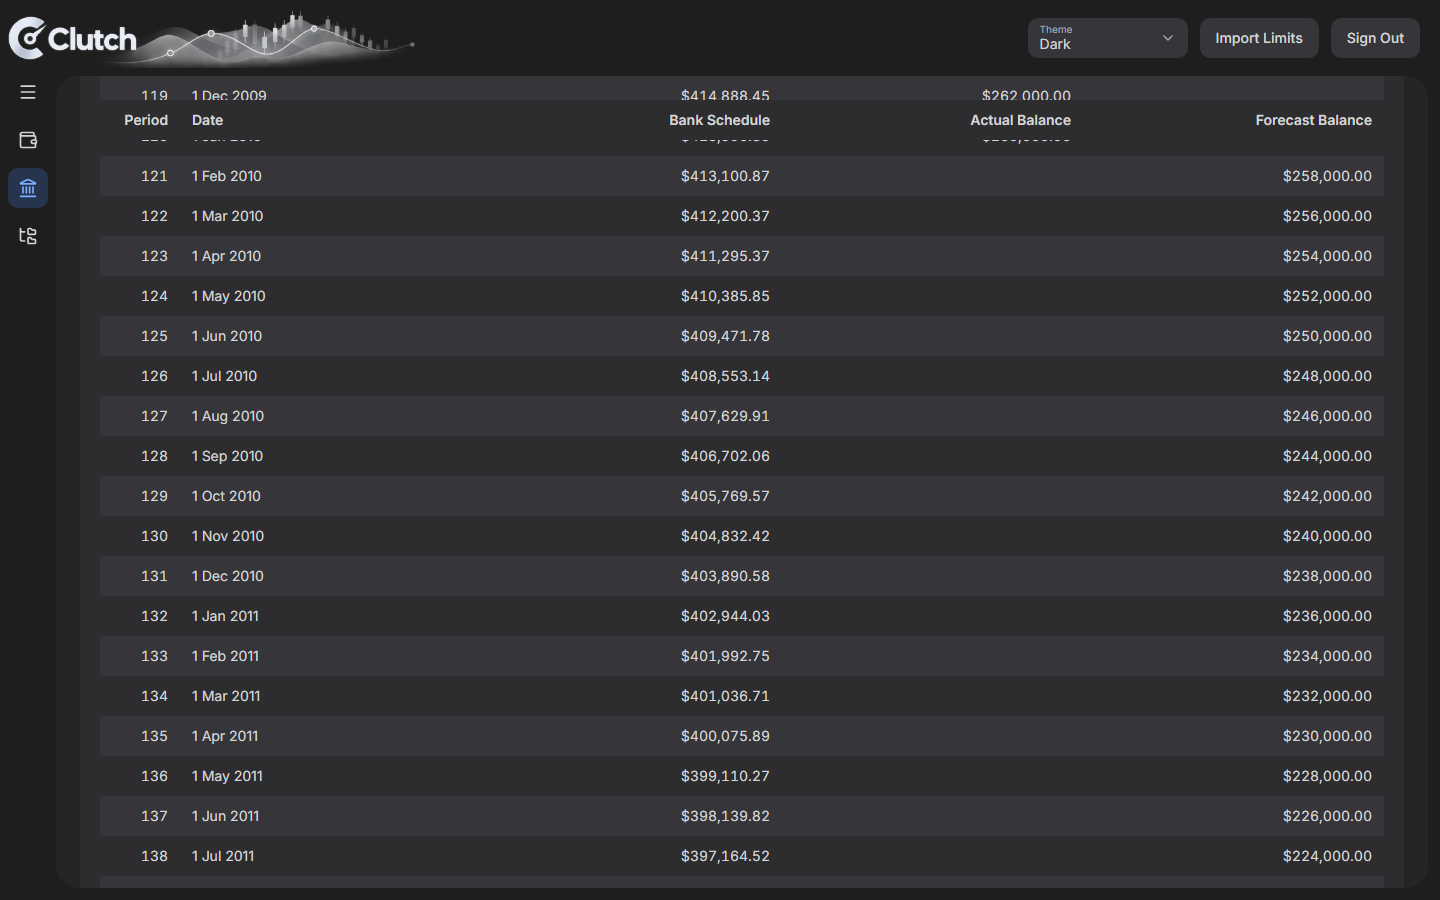 Clutch
Theme
Dark
Import Limits
Sign Out
119 1 Dec 2009 $414,888.45 $262,000.00
Period Date Bank Schedule Actual Balance Forecast Balance
121 1 Feb 2010 $413,100.87 $258,000.00
122 1 Mar 2010 $412,200.37 $256,000.00
123 1 Apr 2010 $411,295.37 $254,000.00
124 1 May 2010 $410,385.85 $252,000.00
125 1 Jun 2010 $409,471.78 $250,000.00
126 1 Jul 2010 $408,553.14 $248,000.00
127 1 Aug 2010 $407,629.91 $246,000.00
128 1 Sep 2010 $406,702.06 $244,000.00
129 1 Oct 2010 $405,769.57 $242,000.00
130 1 Nov 2010 $404,832.42 $240,000.00
131 1 Dec 2010 $403,890.58 $238,000.00
132 1 Jan 2011 $402,944.03 $236,000.00
133 1 Feb 2011 $401,992.75 $234,000.00
134 1 Mar 2011 $401,036.71 $232,000.00
135 1 Apr 2011 $400,075.89 $230,000.00
136 1 May 2011 $399,110.27 $228,000.00
137 1 Jun 2011 $398,139.82 $226,000.00
138 1 Jul 2011 $397,164.52 $224,000.00